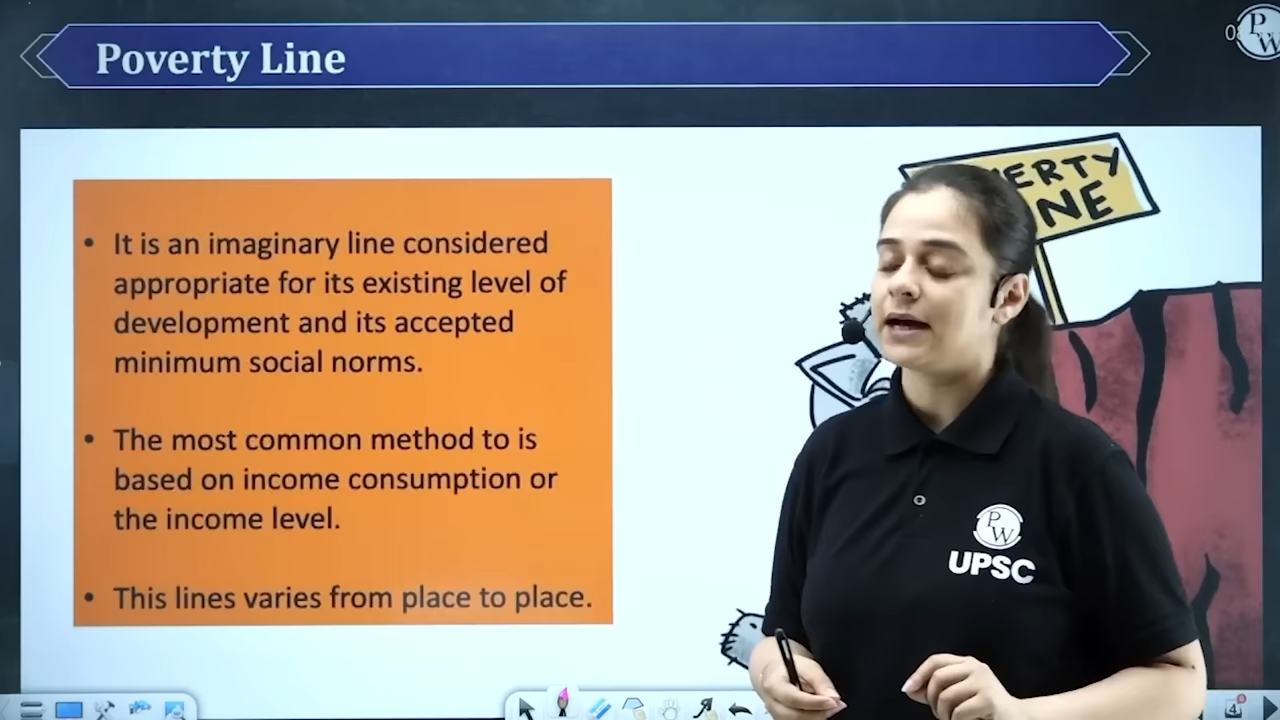 Poverty Line
• It is an imaginary line considered
appropriate for its existing level of
development and its accepted
minimum social norms.
• The most common method to is
based on income consumption or
the income level.
• This lines varies from place to place.
PW
PW
UPSC
4